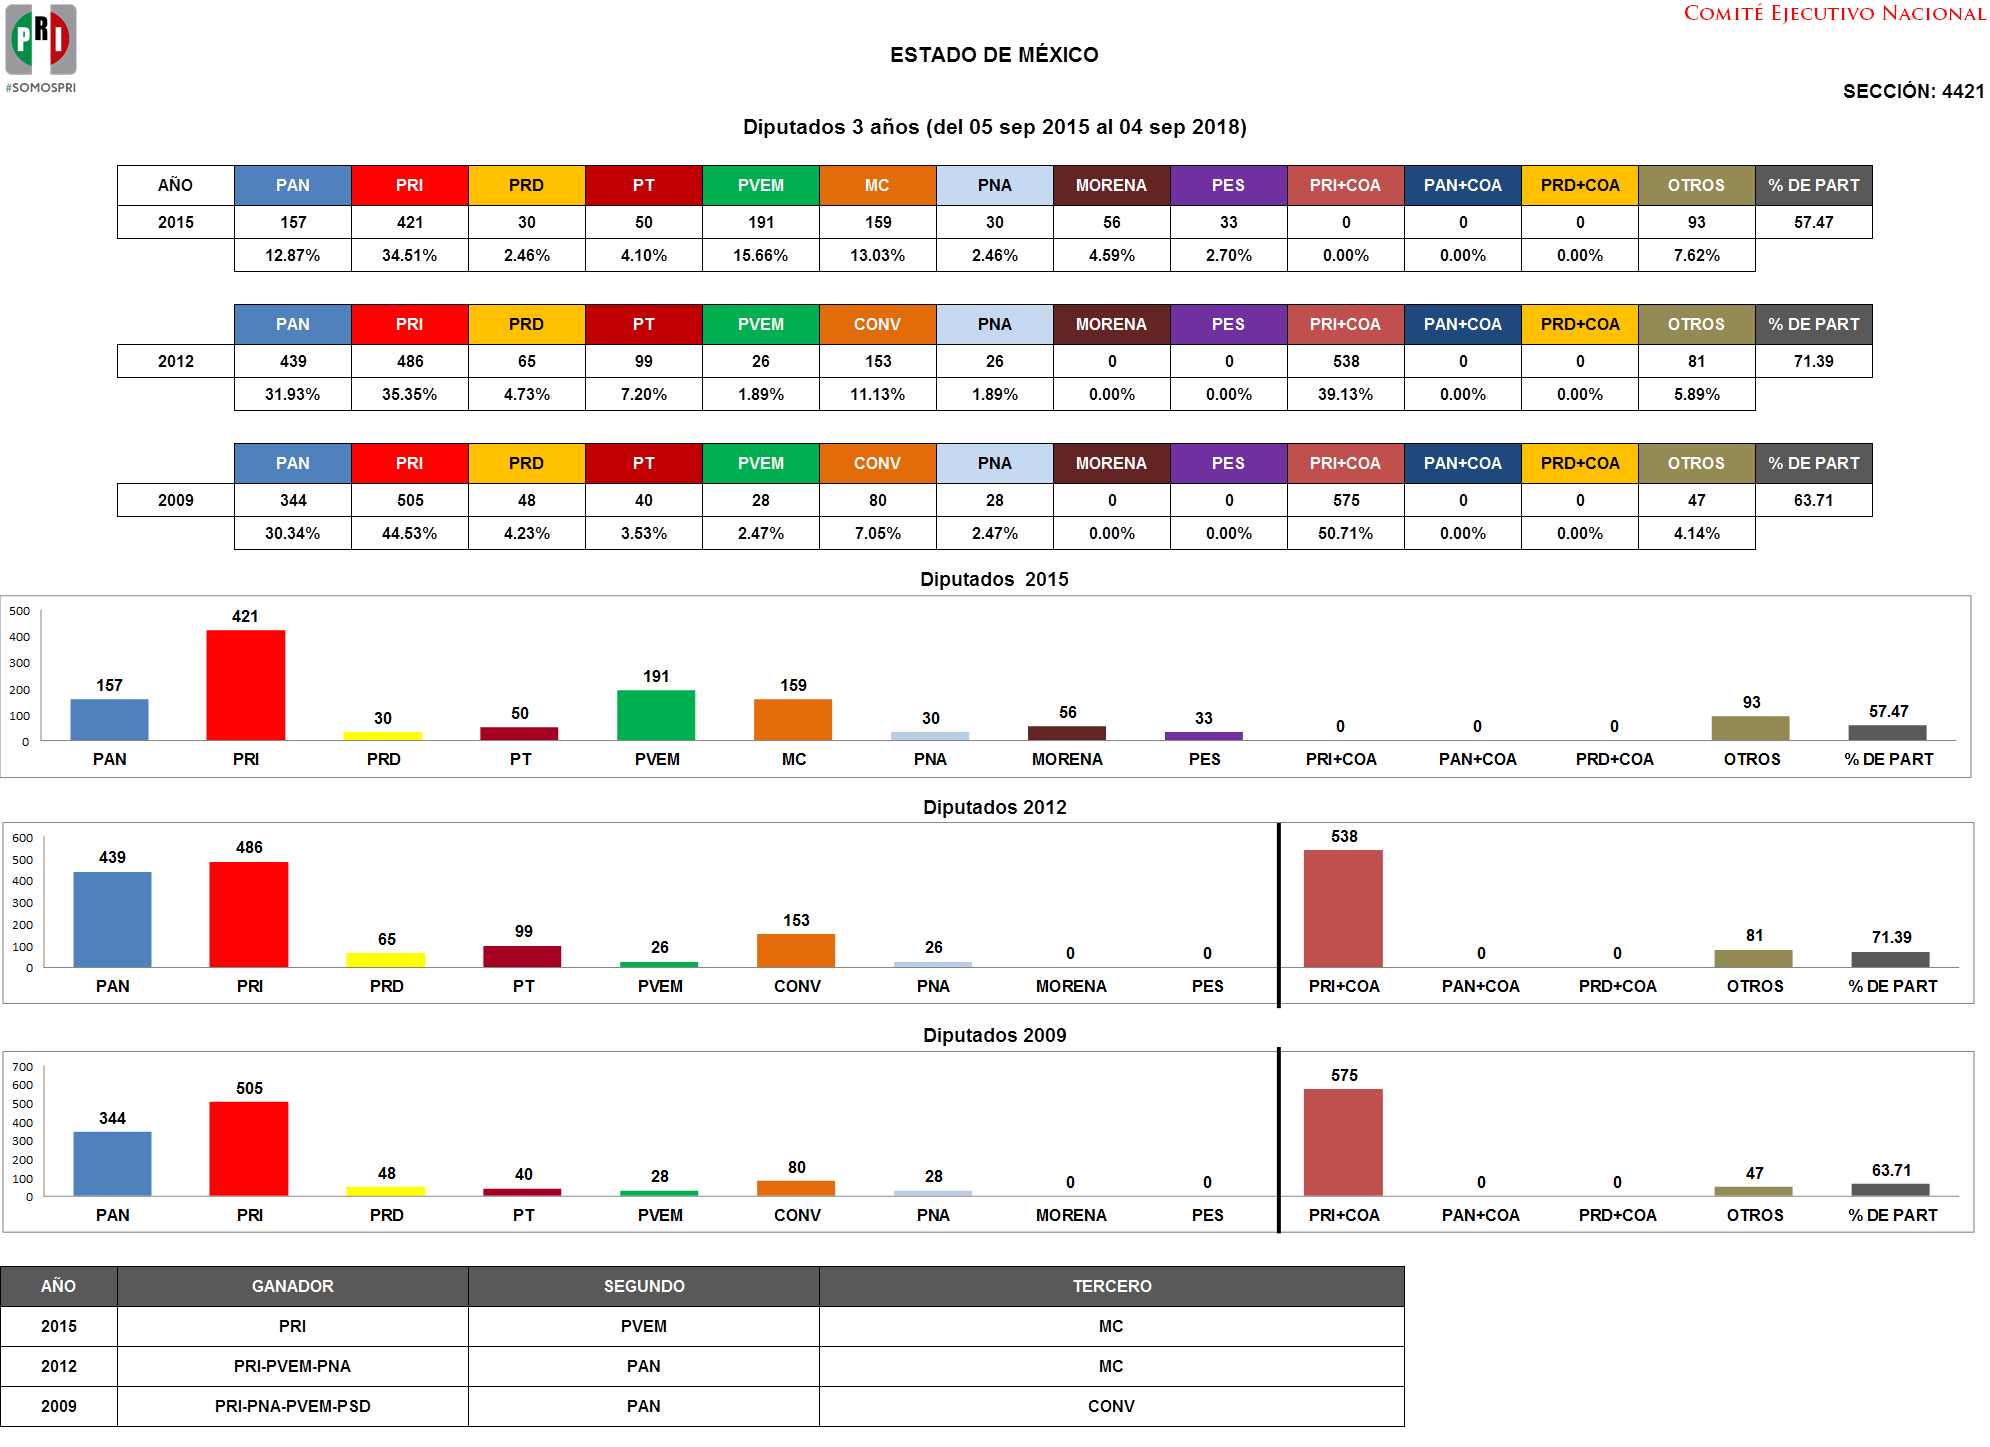 PRI
#SOMOSPRI
COMITÉ EJECUTIVO NACIONAL
ESTADO DE MÉXICO
SECCIÓN: 4421
Diputados 3 años (del 05 sep 2015 al 04 sep 2018)
AÑO PAN PRI PRD PT PVEM MC PNA MORENA PES PRI+COA PAN+COA PRD+COA OTROS % DE PART
2015 157 421 30 50 191 159 30 56 33 0 0 0 93 57.47
12.87% 34.51% 2.46% 4.10% 15.66% 13.03% 2.46% 4.59% 2.70% 0.00% 0.00% 0.00% 7.62%
PAN PRI PRD PT PVEM CONV PNA MORENA PES PRI+COA PAN+COA PRD+COA OTROS % DE PART
2012 439 486 65 99 26 153 26 0 0 538 0 0 81 71.39
31.93% 35.35% 4.73% 7.20% 1.89% 11.13% 1.89% 0.00% 0.00% 39.13% 0.00% 0.00% 5.89%
PAN PRI PRD PT PVEM CONV PNA MORENA PES PRI+COA PAN+COA PRD+COA OTROS % DE PART
2009 344 505 48 40 28 80 28 0 0 575 0 0 47 63.71
30.34% 44.53% 4.23% 3.53% 2.47% 7.05% 2.47% 0.00% 0.00% 50.71% 0.00% 0.00% 4.14%
Diputados 2015
500
400
300
200
100
0
157 421 30 50 191 159 30 56 33 0 0 0 93 57.47
PAN PRI PRD PT PVEM MC PNA MORENA PES PRI+COA PAN+COA PRD+COA OTROS % DE PART
Diputados 2012
600
500
400
300
200
100
0
439 486 65 99 26 153 26 0 0 538 0 0 81 71.39
PAN PRI PRD PT PVEM CONV PNA MORENA PES PRI+COA PAN+COA PRD+COA OTROS % DE PART
Diputados 2009
700
600
500
400
300
200
100
0
344 505 48 40 28 80 28 0 0 575 0 0 47 63.71
PAN PRI PRD PT PVEM CONV PNA MORENA PES PRI+COA PAN+COA PRD+COA OTROS % DE PART
AÑO GANADOR SEGUNDO TERCERO
2015 PRI PVEM MC
2012 PRI-PVEM-PNA PAN MC
2009 PRI-PNA-PVEM-PSD PAN CONV